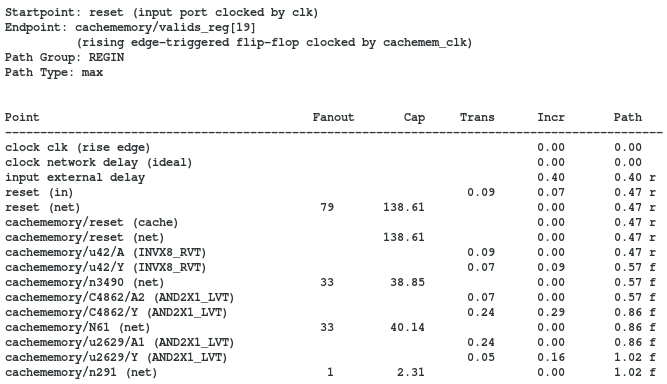 Startpoint: reset (input port clocked by clk)
Endpoint: cachememory/valids_reg[19]
(rising edge-triggered flip-flop clocked by cachemem_clk)
Path Group: REGIN
Path Type: max
Point Fanout Cap Trans Incr Path
clock clk (rise edge) 0.00 0.00
clock network delay (ideal) 0.00 0.00
input external delay 0.40 0.40 r
reset (in) 0.09 0.07 0.47 r
reset (net) 79 138.61 0.00 0.47 r
cachememory/reset (cache) 0.00 0.47 r
cachememory/reset (net) 138.61 0.00 0.47 r
cachememory/u42/A (INVX8_RVT) 0.09 0.00 0.47 r
cachememory/u42/Y (INVX8_RVT) 0.07 0.09 0.57 f
cachememory/n3490 (net) 33 38.85 0.00 0.57 f
cachememory/C4862/A2 (AND2X1_LVT) 0.07 0.00 0.57 f
cachememory/C4862/Y (AND2X1_LVT) 0.24 0.29 0.86 f
cachememory/N61 (net) 33 40.14 0.00 0.86 f
cachememory/u2629/A1 (AND2X1_LVT) 0.24 0.00 0.86 f
cachememory/u2629/Y (AND2X1_LVT) 0.05 0.16 1.02 f
cachememory/n291 (net) 1 2.31 0.00 1.02 f